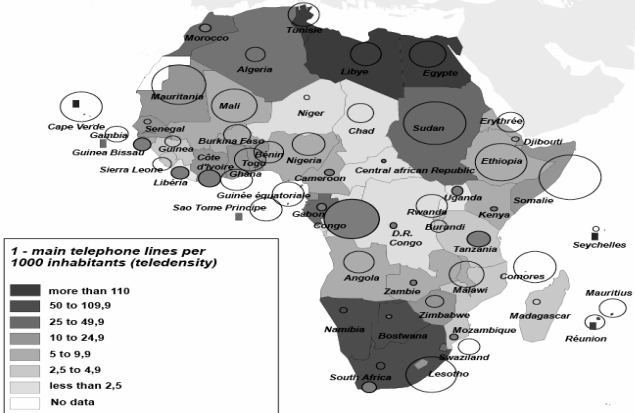 Morocco
Tunisie
Algeria
Libye
Egypte
Mauritania
Mali
Niger
Chad
Sudan
Erythrée
Cape Verde
Senegal
Gambia
Guinea Bissau
Guinea
Burkina Faso
Djibouti
Sierra Leone
Côte
d'Ivoire
Bénin
Togo
Ghana
Nigeria
Ethiopia
Central african Republic
Libéria
Cameroon
Somalie
Guinée équatoriale
Sao Tome Principe
Gabon
Congo
Uganda
Rwanda
Kenya
Burundi
D.R.
Congo
Tanzania
Seychelles
Angola
Comores
Malawi
Zambie
Mauritius
Zimbabwe
Madagascar
Namibia
Mozambique
Bostwana
Réunion
Swaziland
South Africa
Lesotho
1 - main telephone lines per
1000 inhabitants (teledensity)
more than 110
50 to 109,9
25 to 49,9
10 to 24,9
5 to 9,9
2,5 to 4,9
less than 2,5
No data